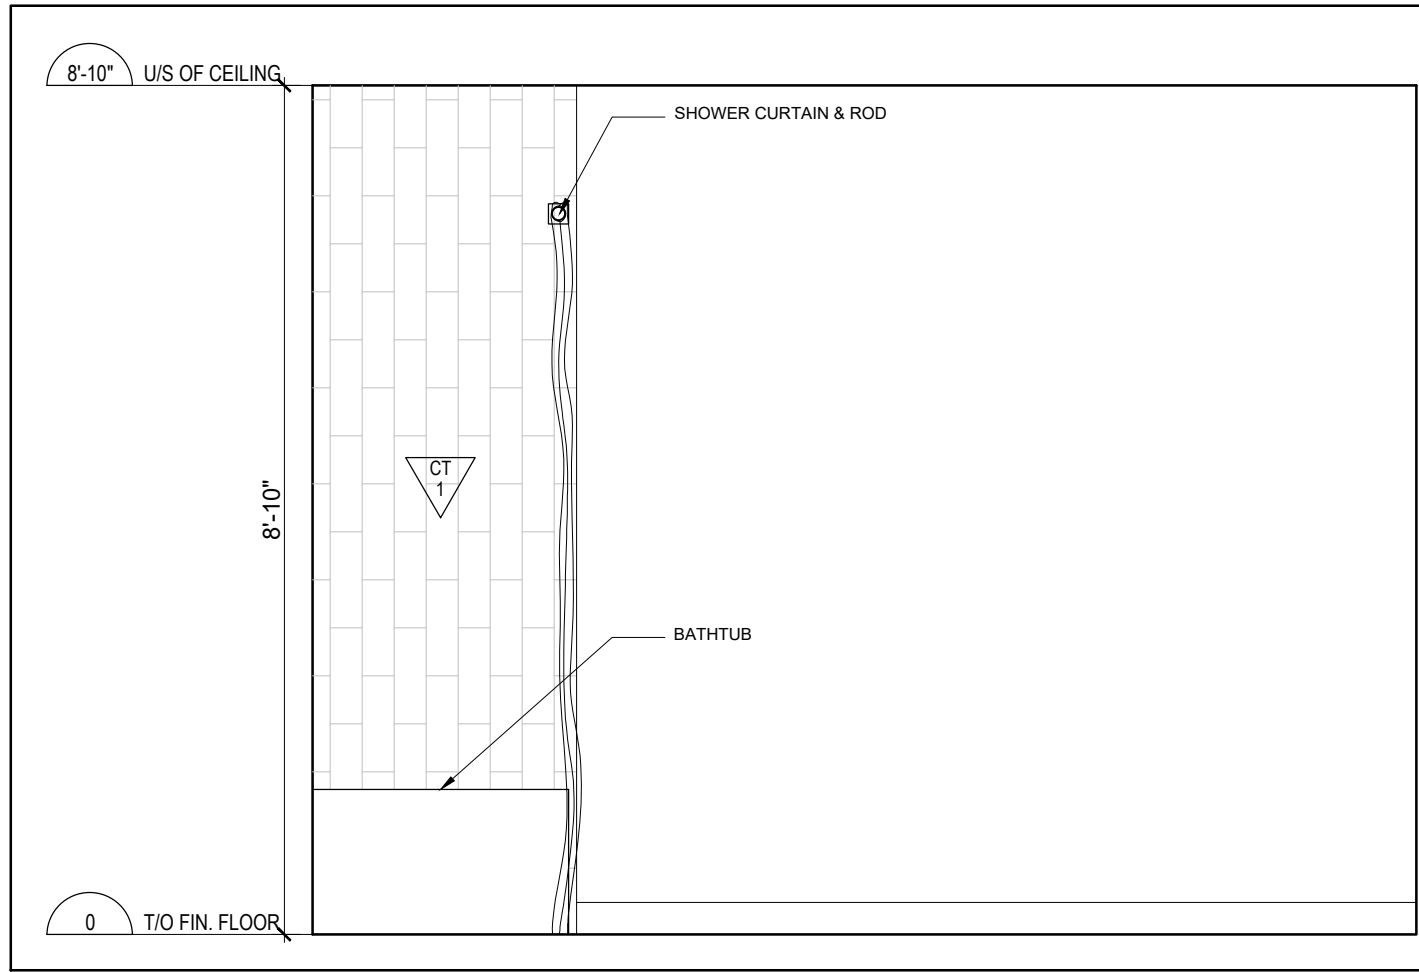 8'-10" U/S OF CEILING
SHOWER CURTAIN & ROD
CT
1
8'-10"
BATHTUB
0 T/O FIN. FLOOR